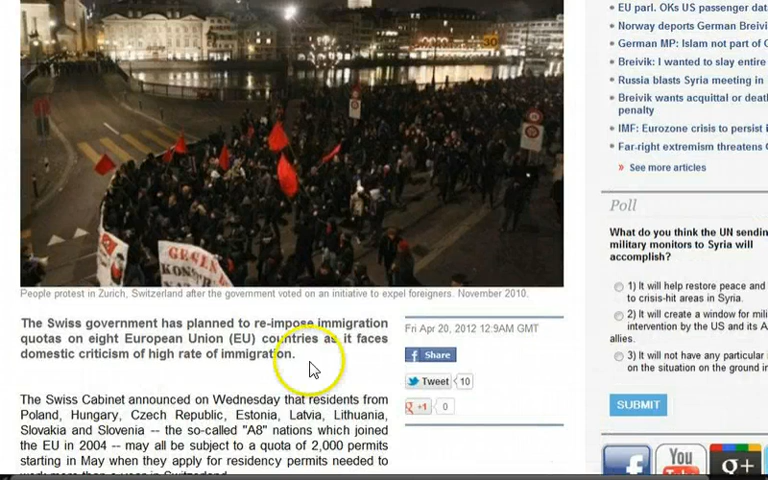 GEGEN
People protest in Zurich, Switzerland after the government voted on an initiative to expel foreigners. November 2010.
The Swiss government has planned to re-impose immigration
quotas on eight European Union (EU) countries as it faces
domestic criticism of high rate of immigration.
The Swiss Cabinet announced on Wednesday that residents from
Poland, Hungary, Czech Republic, Estonia, Latvia, Lithuania,
Slovakia and Slovenia -- the so-called "A8" nations which joined
the EU in 2004 -- may all be subject to a quota of 2,000 permits
starting in May when they apply for residency permits needed to
Fri Apr 20, 2012 12:9AM GMT
Share
Tweet 10
+1 0
EU parl. OKs US passenger
Norway deports German
German MP: Islam not part of
Breivik: I wanted to slay entire
Russia blasts Syria meeting in
Breivik wants acquittal or
penalty
IMF: Eurozone crisis to persist
Far-right extremism threatens
» See more articles
Poll
What do you think the UN
military monitors to Syria will
accomplish?
1) It will help restore peace and
to crisis-hit areas in Syria.
2) It will create a window for
intervention by the US and its
allies.
3) It will not have any particular
on the situation on the ground
SUBMIT
f
You
g+